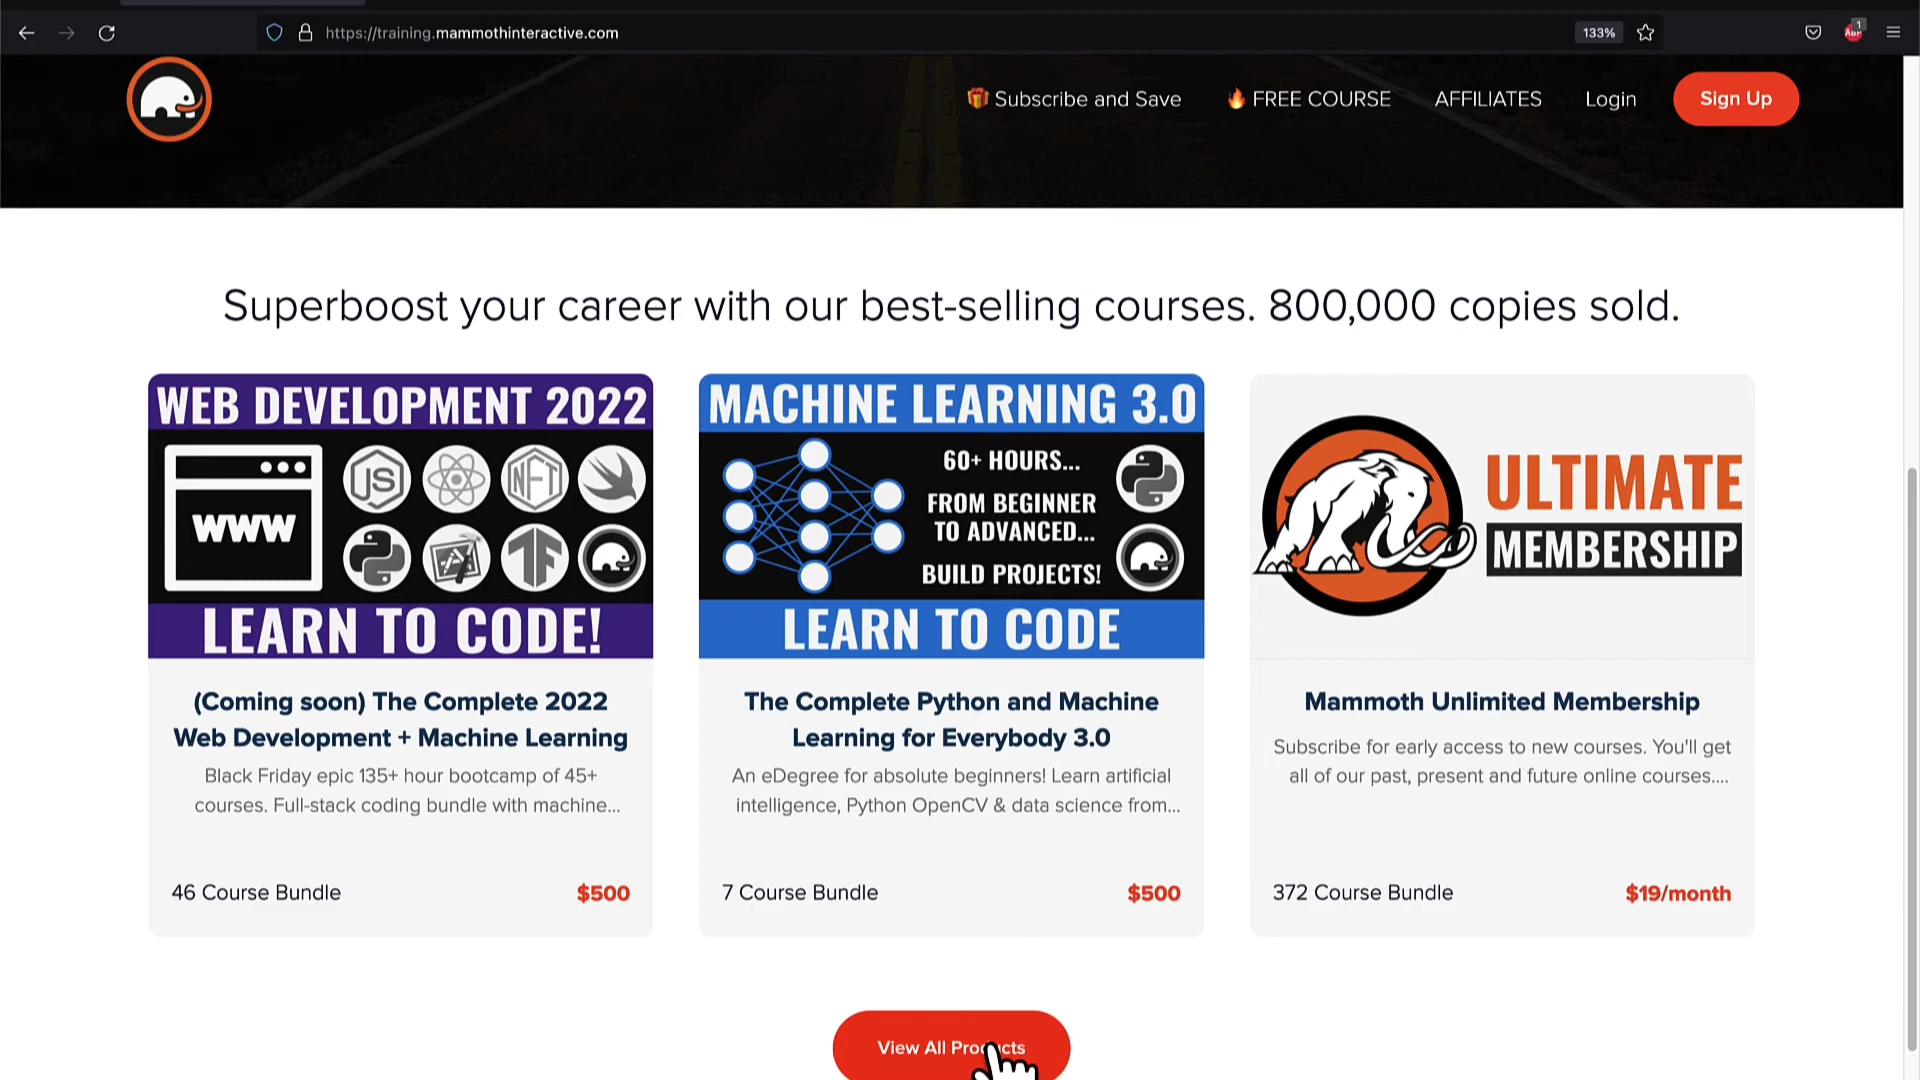 https://training.mammothinteractive.com
133%
1
ABP
🎁 Subscribe and Save
🔥 FREE COURSE
AFFILIATES
Login
Sign Up
Superboost your career with our best-selling courses. 800,000 copies sold.
WEB DEVELOPMENT 2022
WWW
JS
NFT
LEARN TO CODE!
(Coming soon) The Complete 2022
Web Development + Machine Learning
Black Friday epic 135+ hour bootcamp of 45+
courses. Full-stack coding bundle with machine...
46 Course Bundle
$500
MACHINE LEARNING 3.0
60+ HOURS...
FROM BEGINNER
TO ADVANCED...
BUILD PROJECTS!
LEARN TO CODE
The Complete Python and Machine
Learning for Everybody 3.0
An eDegree for absolute beginners! Learn artificial
intelligence, Python OpenCV & data science from...
7 Course Bundle
$500
ULTIMATE
MEMBERSHIP
Mammoth Unlimited Membership
Subscribe for early access to new courses. You'll get
all of our past, present and future online courses....
372 Course Bundle
$19/month
View All Products